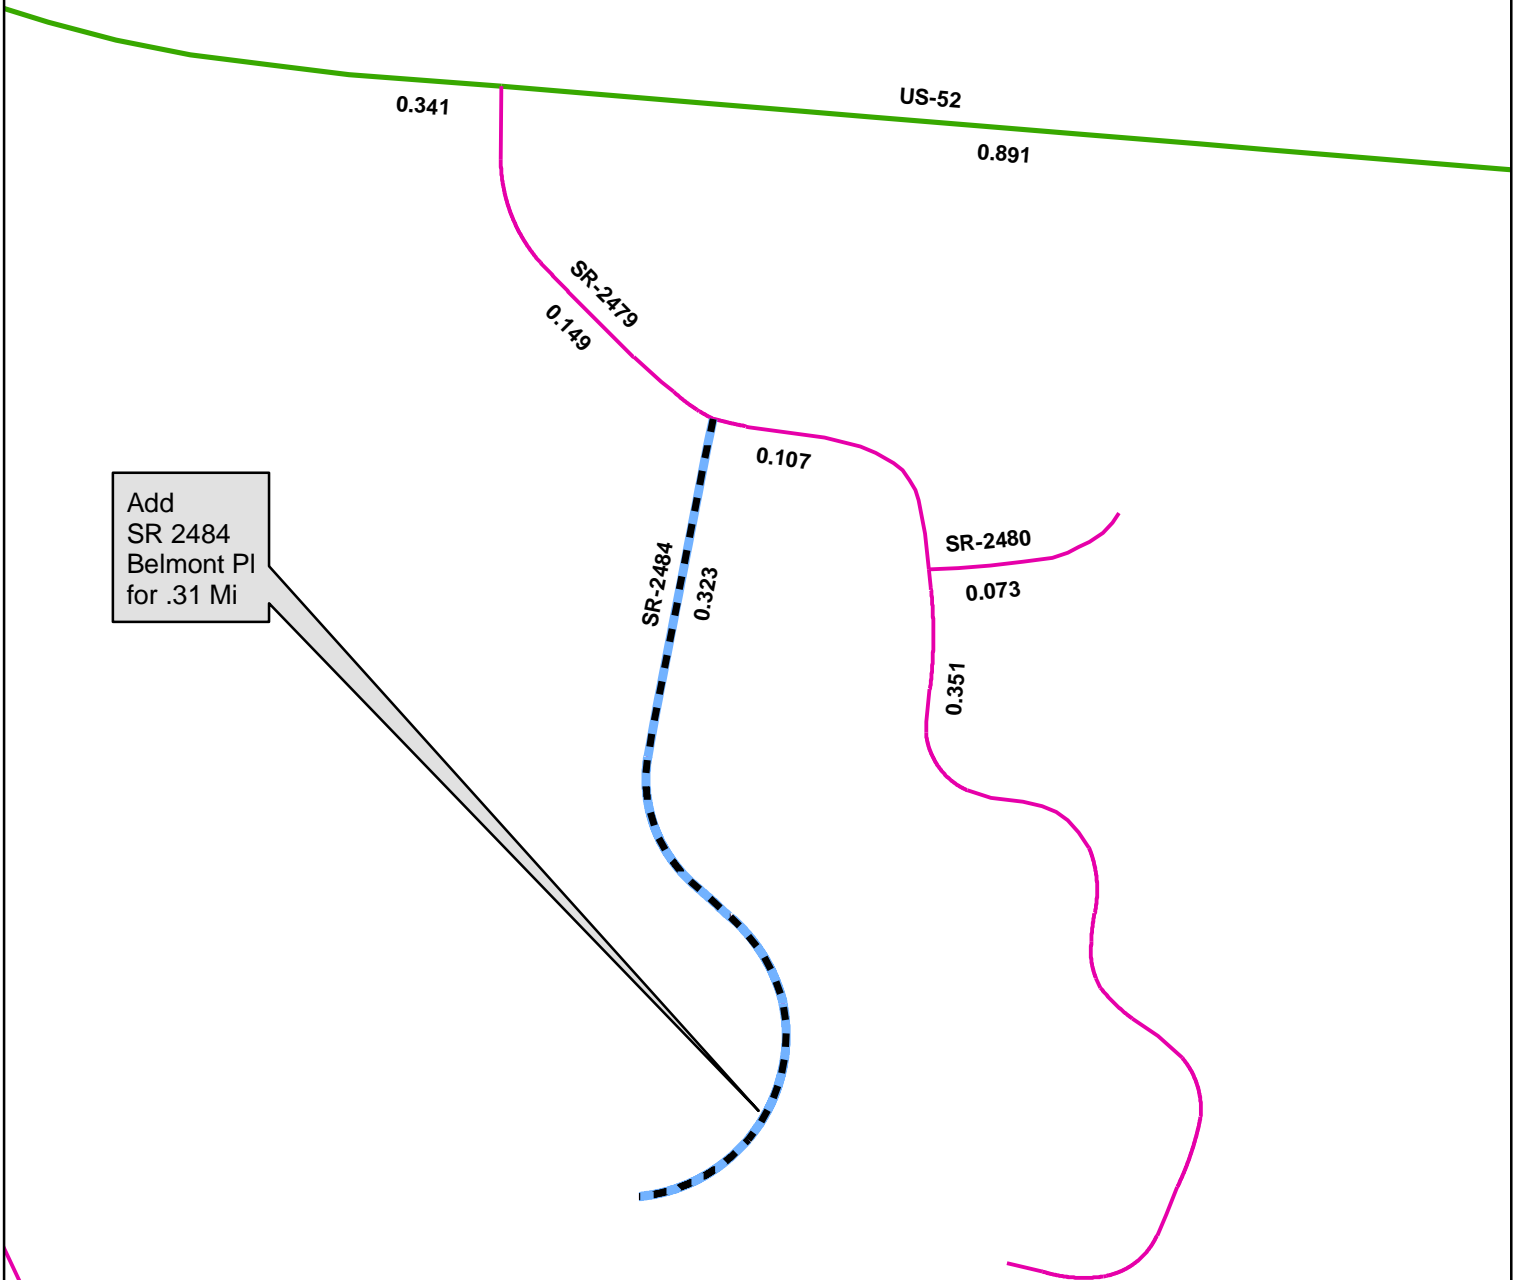 US-52
0.341
0.891
SR-2479
0.149
0.107
Add
SR 2484
Belmont Pl
for .31 Mi
SR-2484
0.323
SR-2480
0.073
0.351